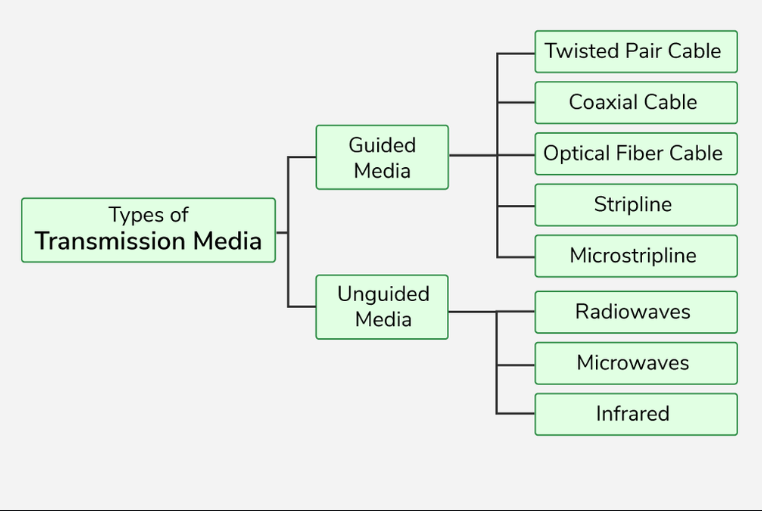 Types of
Transmission Media
Guided
Media
Twisted Pair Cable
Coaxial Cable
Optical Fiber Cable
Stripline
Microstripline
Unguided
Media
Radiowaves
Microwaves
Infrared